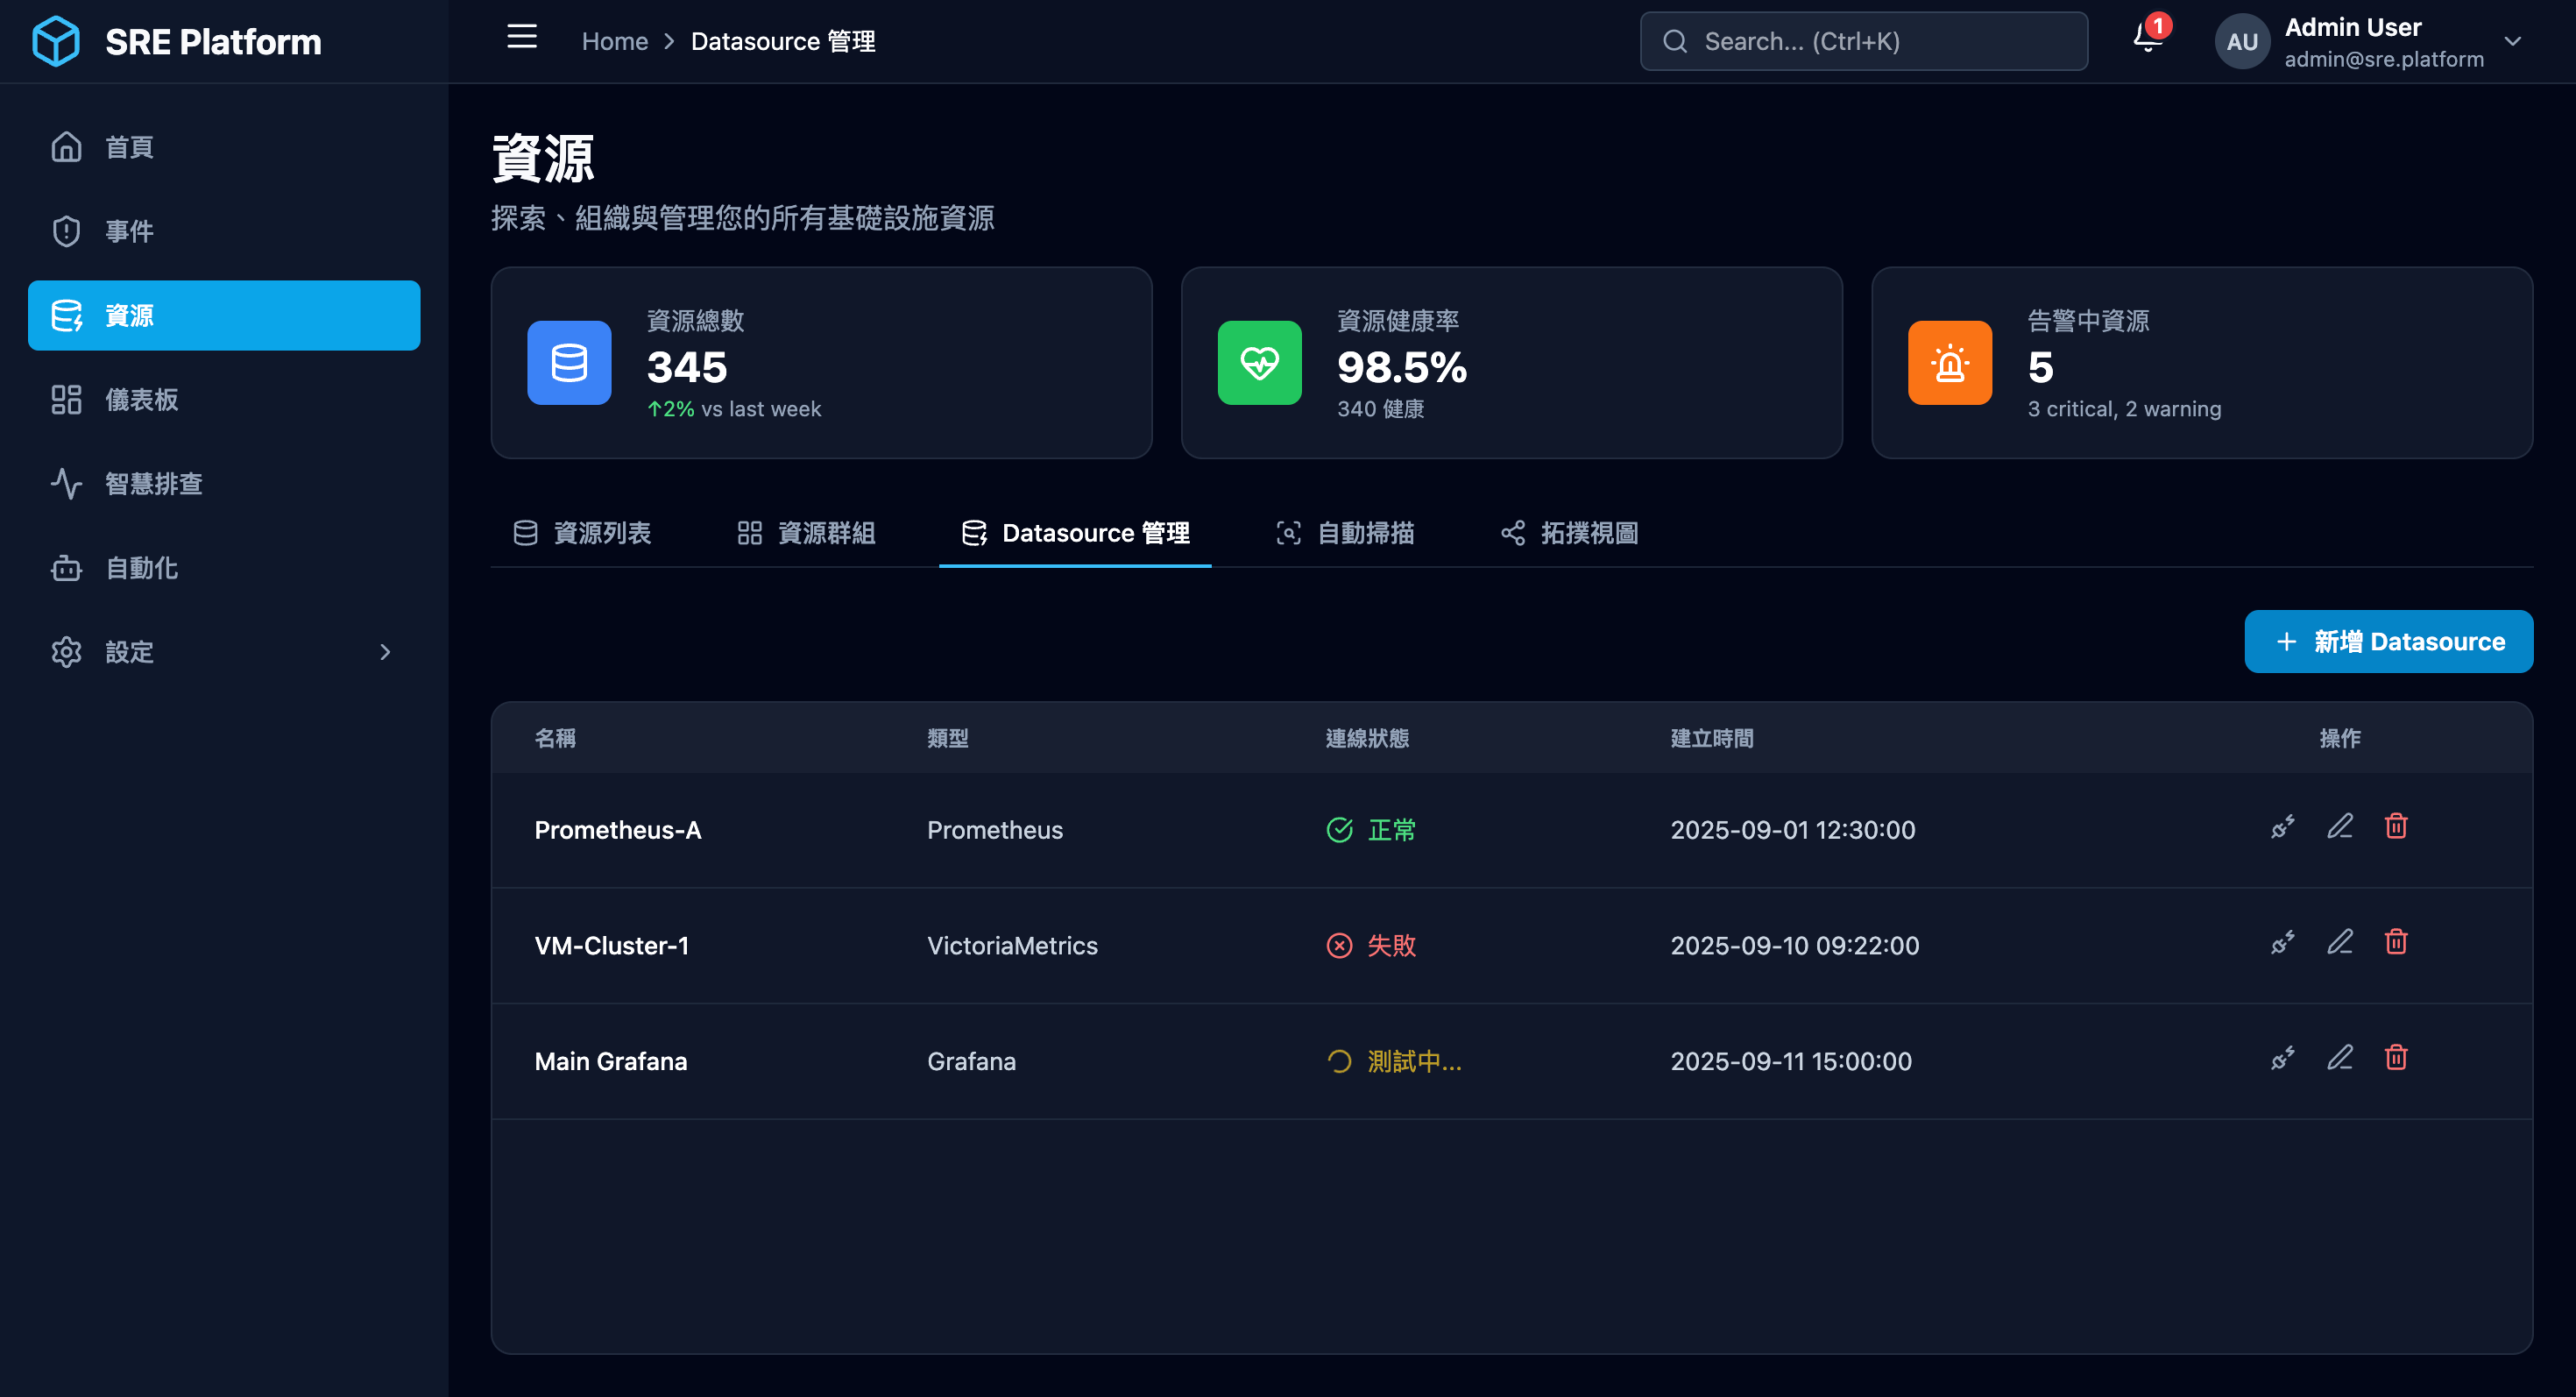 SRE Platform
Home > Datasource 管理
Search... (Ctrl+K)
1
AU
Admin User
admin@sre.platform
首頁
事件
資源
儀表板
智慧排查
自動化
設定
資源
探索、組織與管理您的所有基礎設施資源
資源總數
345
↑2% vs last week
資源健康率
98.5%
340 健康
告警中資源
5
3 critical, 2 warning
資源列表
資源群組
Datasource 管理
自動掃描
拓撲視圖
+ 新增 Datasource
名稱 類型 連線狀態 建立時間 操作
Prometheus-A Prometheus 正常 2025-09-01 12:30:00
VM-Cluster-1 VictoriaMetrics 失敗 2025-09-10 09:22:00
Main Grafana Grafana 測試中... 2025-09-11 15:00:00